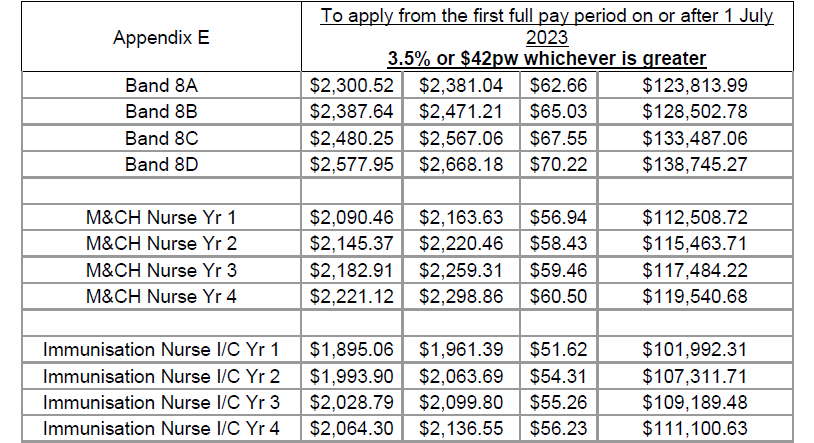 Appendix E
To apply from the first full pay period on or after 1 July
2023
3.5% or $42pw whichever is greater
Band 8A $2,300.52 $2,381.04 $62.66 $123,813.99
Band 8B $2,387.64 $2,471.21 $65.03 $128,502.78
Band 8C $2,480.25 $2,567.06 $67.55 $133,487.06
Band 8D $2,577.95 $2,668.18 $70.22 $138,745.27
M&CH Nurse Yr 1 $2,090.46 $2,163.63 $56.94 $112,508.72
M&CH Nurse Yr 2 $2,145.37 $2,220.46 $58.43 $115,463.71
M&CH Nurse Yr 3 $2,182.91 $2,259.31 $59.46 $117,484.22
M&CH Nurse Yr 4 $2,221.12 $2,298.86 $60.50 $119,540.68
Immunisation Nurse I/C Yr 1 $1,895.06 $1,961.39 $51.62 $101,992.31
Immunisation Nurse I/C Yr 2 $1,993.90 $2,063.69 $54.31 $107,311.71
Immunisation Nurse I/C Yr 3 $2,028.79 $2,099.80 $55.26 $109,189.48
Immunisation Nurse I/C Yr 4 $2,064.30 $2,136.55 $56.23 $111,100.63